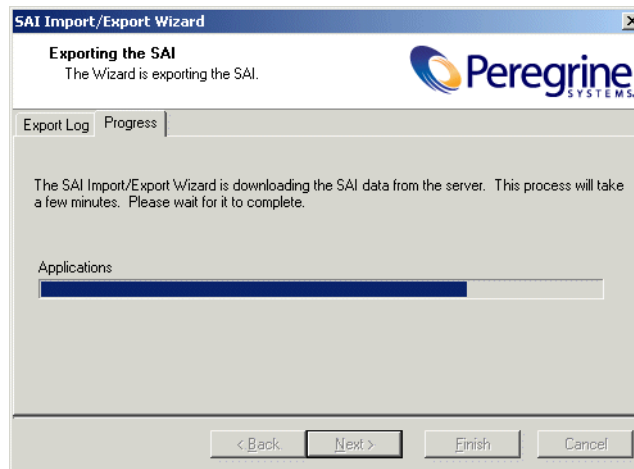 SAI Import/Export Wizard
Exporting the SAI
The Wizard is exporting the SAI.
Peregrine
SYSTEMS
Export Log
Progress
The SAI Import/Export Wizard is downloading the SAI data from the server. This process will take
a few minutes. Please wait for it to complete.
Applications
< Back
Next >
Finish
Cancel